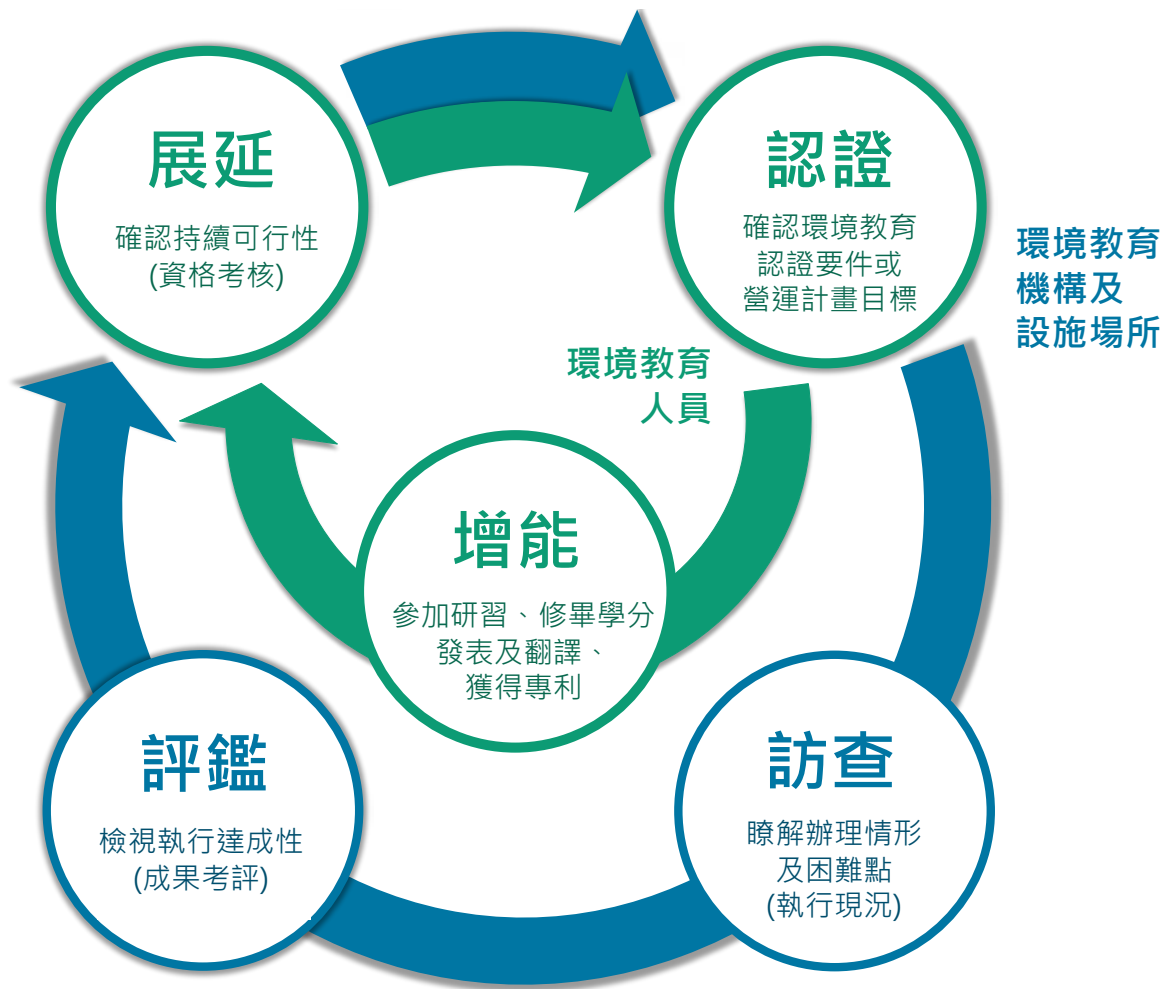 展延
確認持續可行性
(資格考核)
認證
確認環境教育
認證要件或
營運計畫目標
環境教育
機構及
設施場所
環境教育
人員
增能
參加研習、修畢學分
發表及翻譯、
獲得專利
評鑑
檢視執行達成性
(成果考評)
訪查
瞭解辦理情形
及困難點
(執行現況)